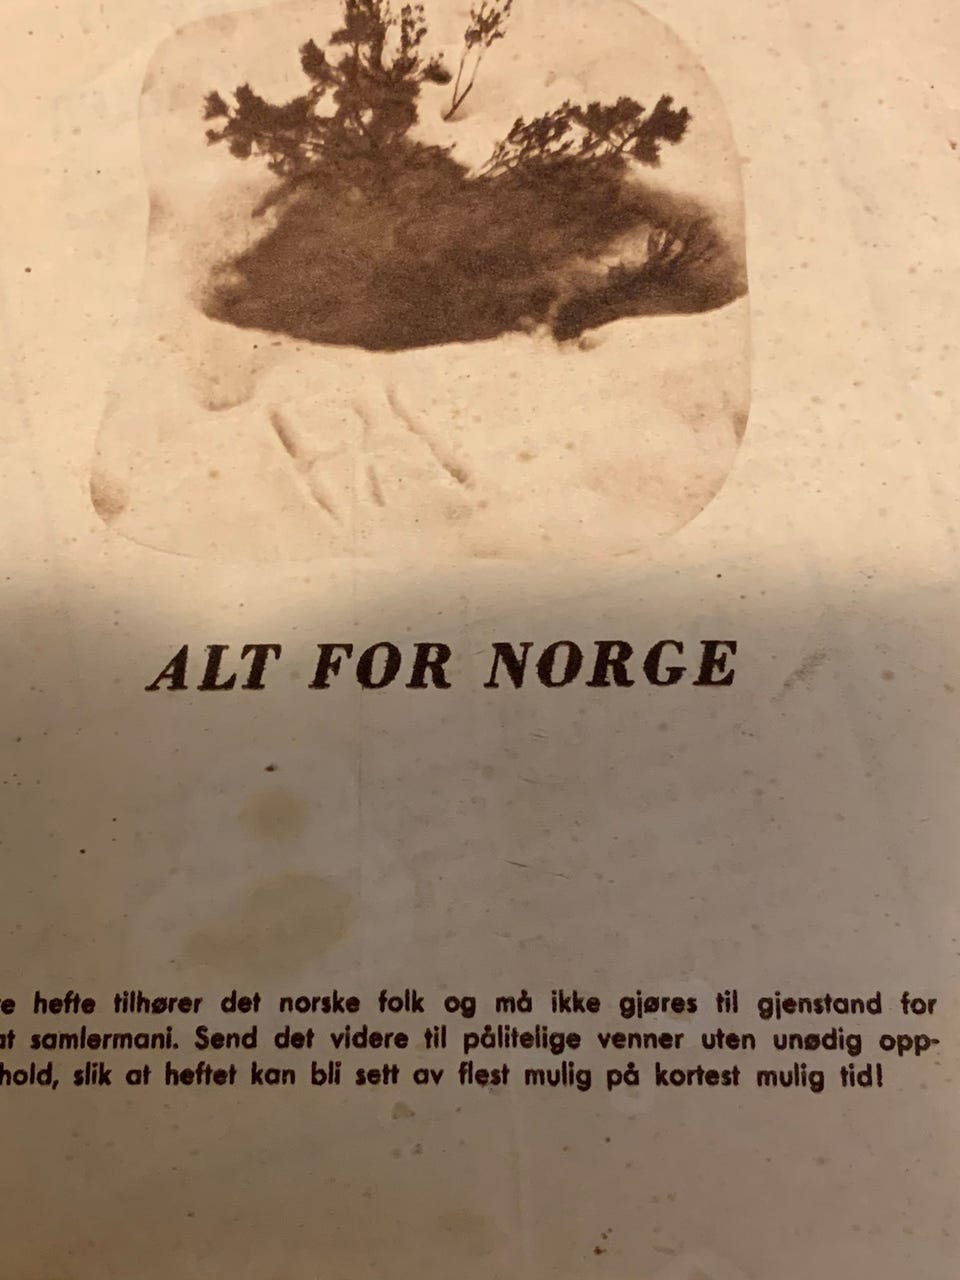 ALT FOR NORGE
e hefte tilhører det norske folk og må ikke gjøres til gjenstand for
at samlermani. Send det videre til pålitelige venner uten unødig opp-
hold, slik at heftet kan bli sett av flest mulig på kortest mulig tid!